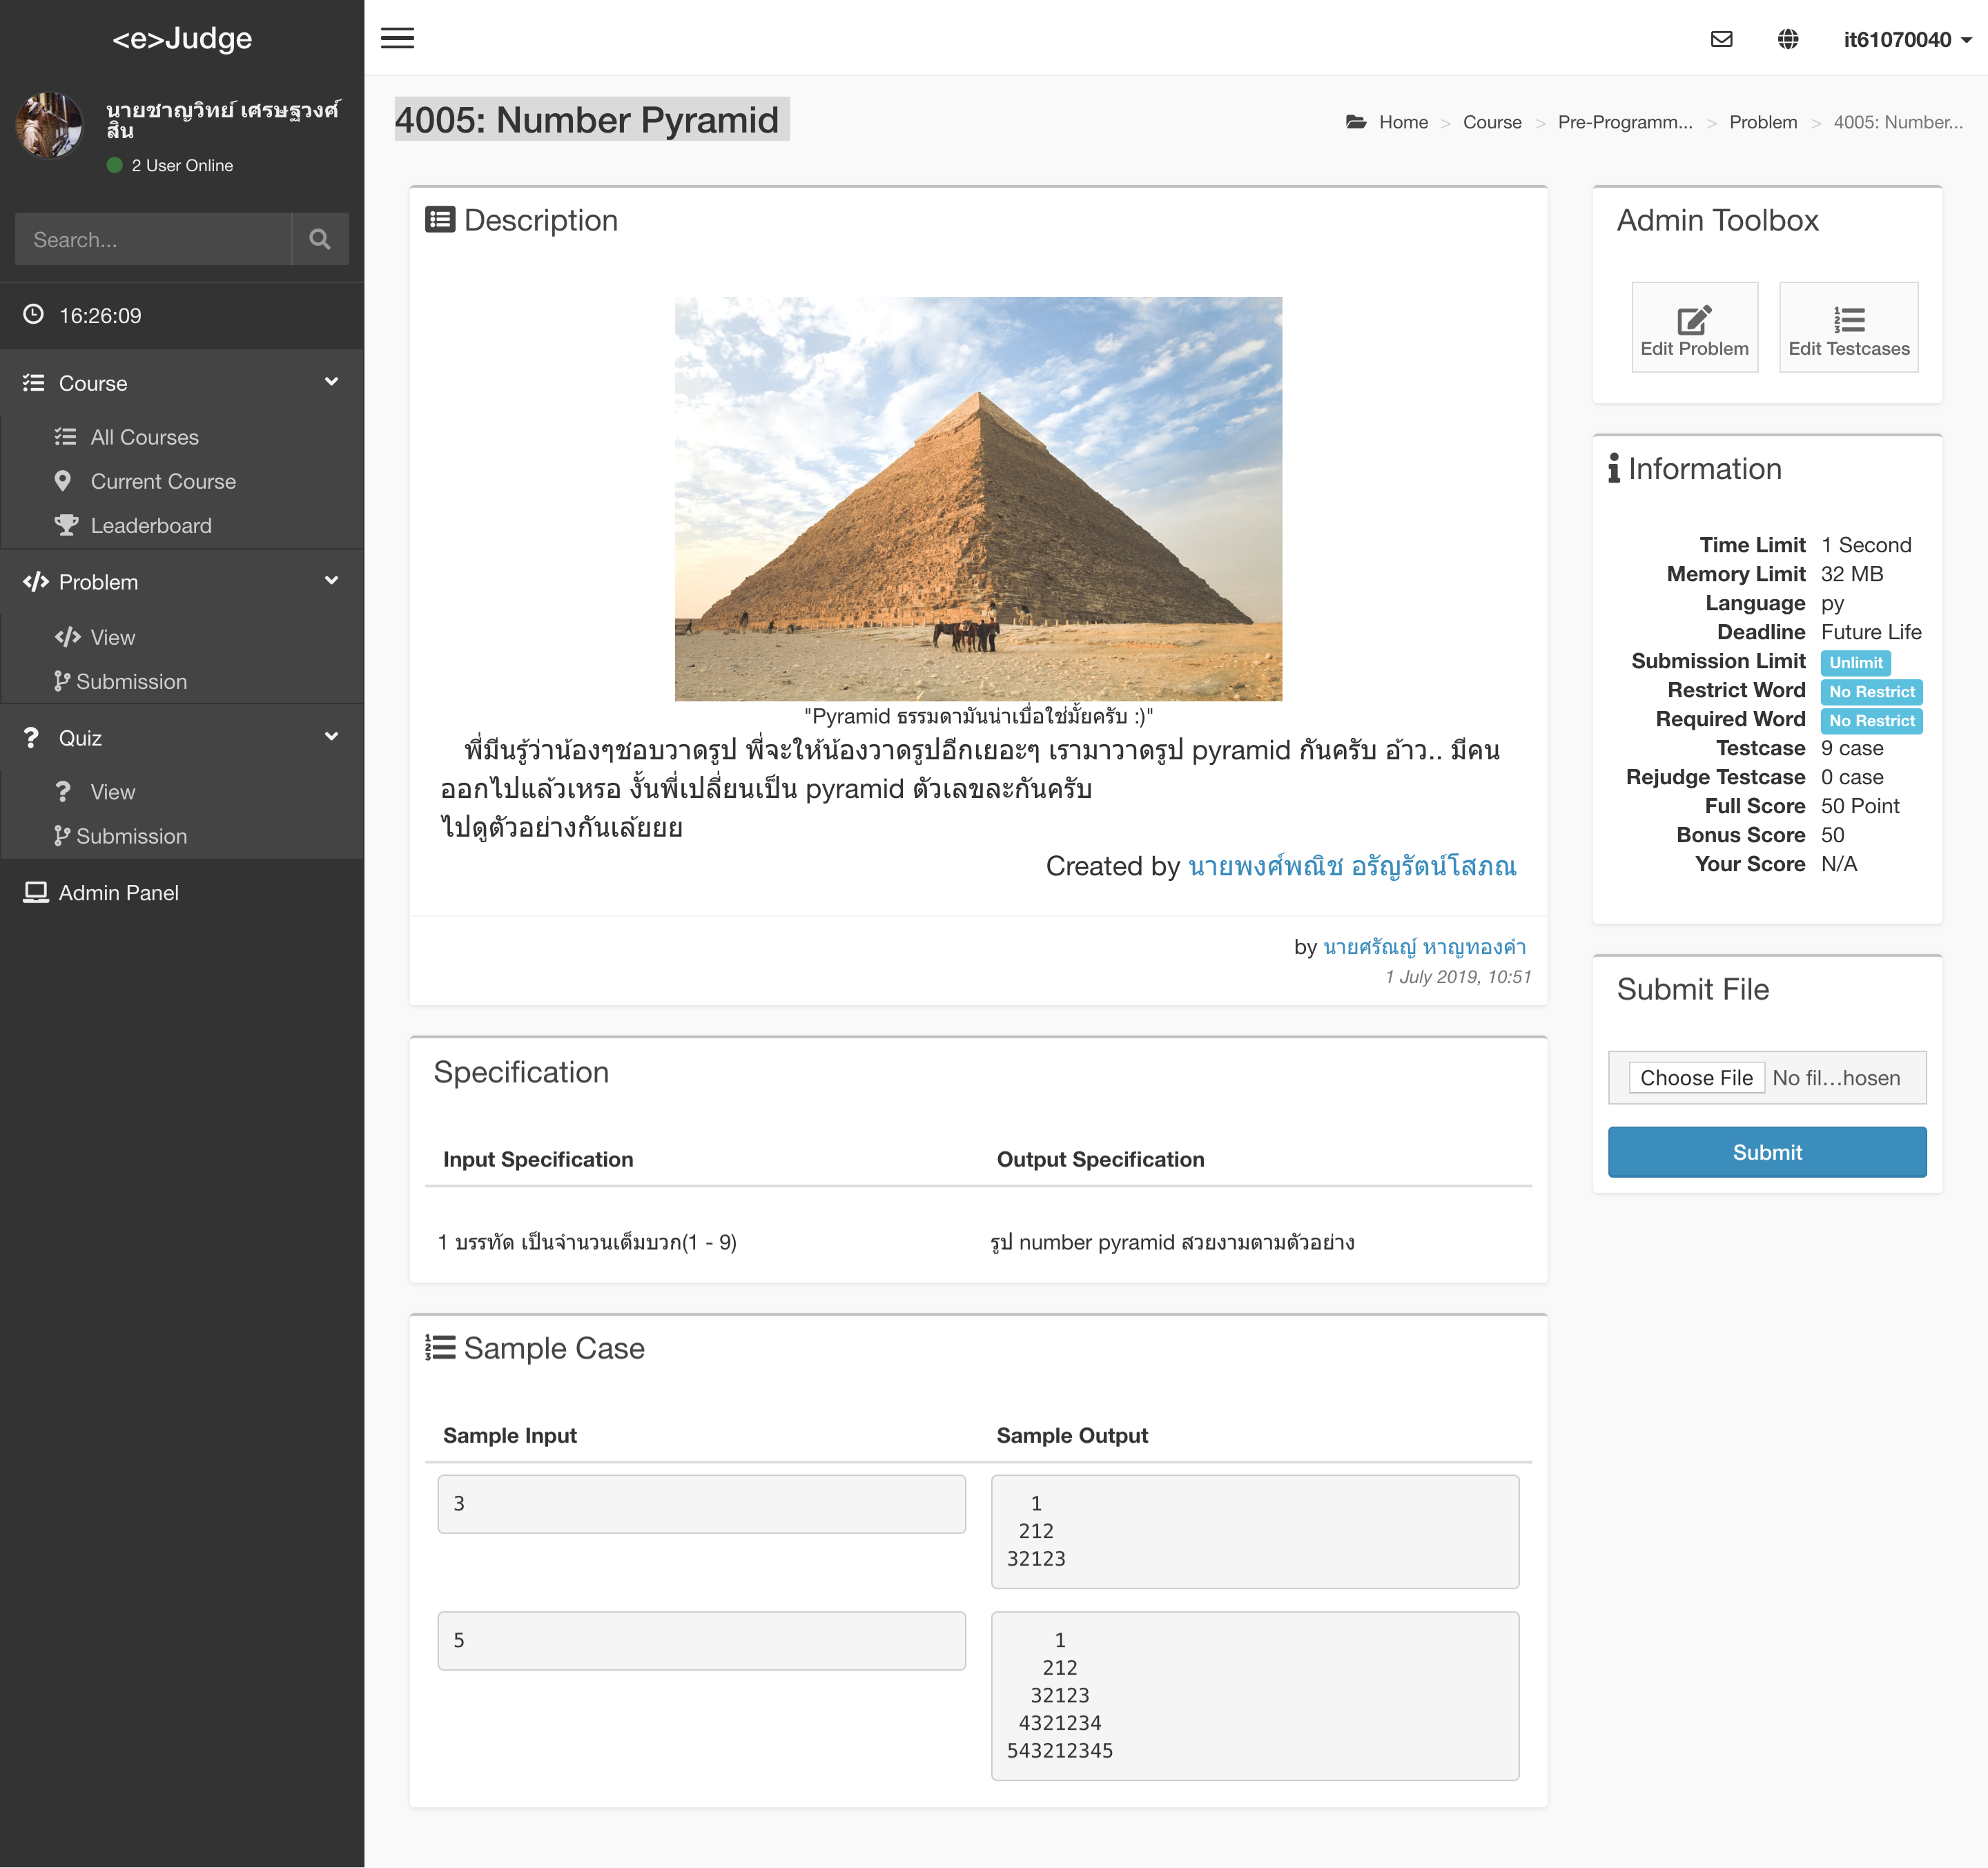 <e>Judge
it61070040
นายชาญวิทย์ เศรษฐวงศ์
สิน
2 User Online
Search...
16:26:09
Course
All Courses
Current Course
Leaderboard
Problem
View
Submission
Quiz
View
Submission
Admin Panel
4005: Number Pyramid
Home > Course > Pre-Programm... > Problem > 4005: Number...
Description
"Pyramid ธรรมดามันน่าเบื่อใช่มั้ยครับ :)"
พี่มีนรู้ว่าน้องๆชอบวาดรูป พี่จะให้น้องวาดรูปอีกเยอะๆ เรามาวาดรูป pyramid กันครับ อ้าว.. มีคน
ออกไปแล้วเหรอ งั้นพี่เปลี่ยนเป็น pyramid ตัวเลขละกันครับ
ไปดูตัวอย่างกันเล้ยยย
Created by นายพงศ์พณิช อรัญรัตน์โสภณ
by นายศรัณญ์ หาญทองคำ
1 July 2019, 10:51
Specification
Input Specification
Output Specification
1 บรรทัด เป็นจำนวนเต็มบวก(1 - 9)
รูป number pyramid สวยงามตามตัวอย่าง
Sample Case
Sample Input
Sample Output
3
  1
 212
32123
5
    1
   212
  32123
 4321234
543212345
Admin Toolbox
Edit Problem
Edit Testcases
Information
Time Limit 1 Second
Memory Limit 32 MB
Language py
Deadline Future Life
Submission Limit Unlimit
Restrict Word No Restrict
Required Word No Restrict
Testcase 9 case
Rejudge Testcase 0 case
Full Score 50 Point
Bonus Score 50
Your Score N/A
Submit File
Choose File No fil...hosen
Submit